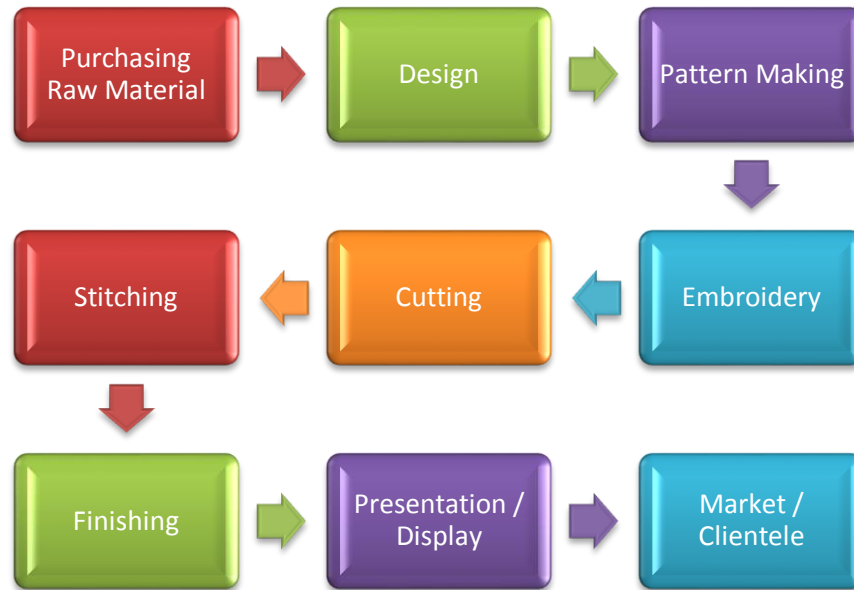 Purchasing
Raw Material
Design
Pattern Making
Embroidery
Cutting
Stitching
Finishing
Presentation /
Display
Market /
Clientele